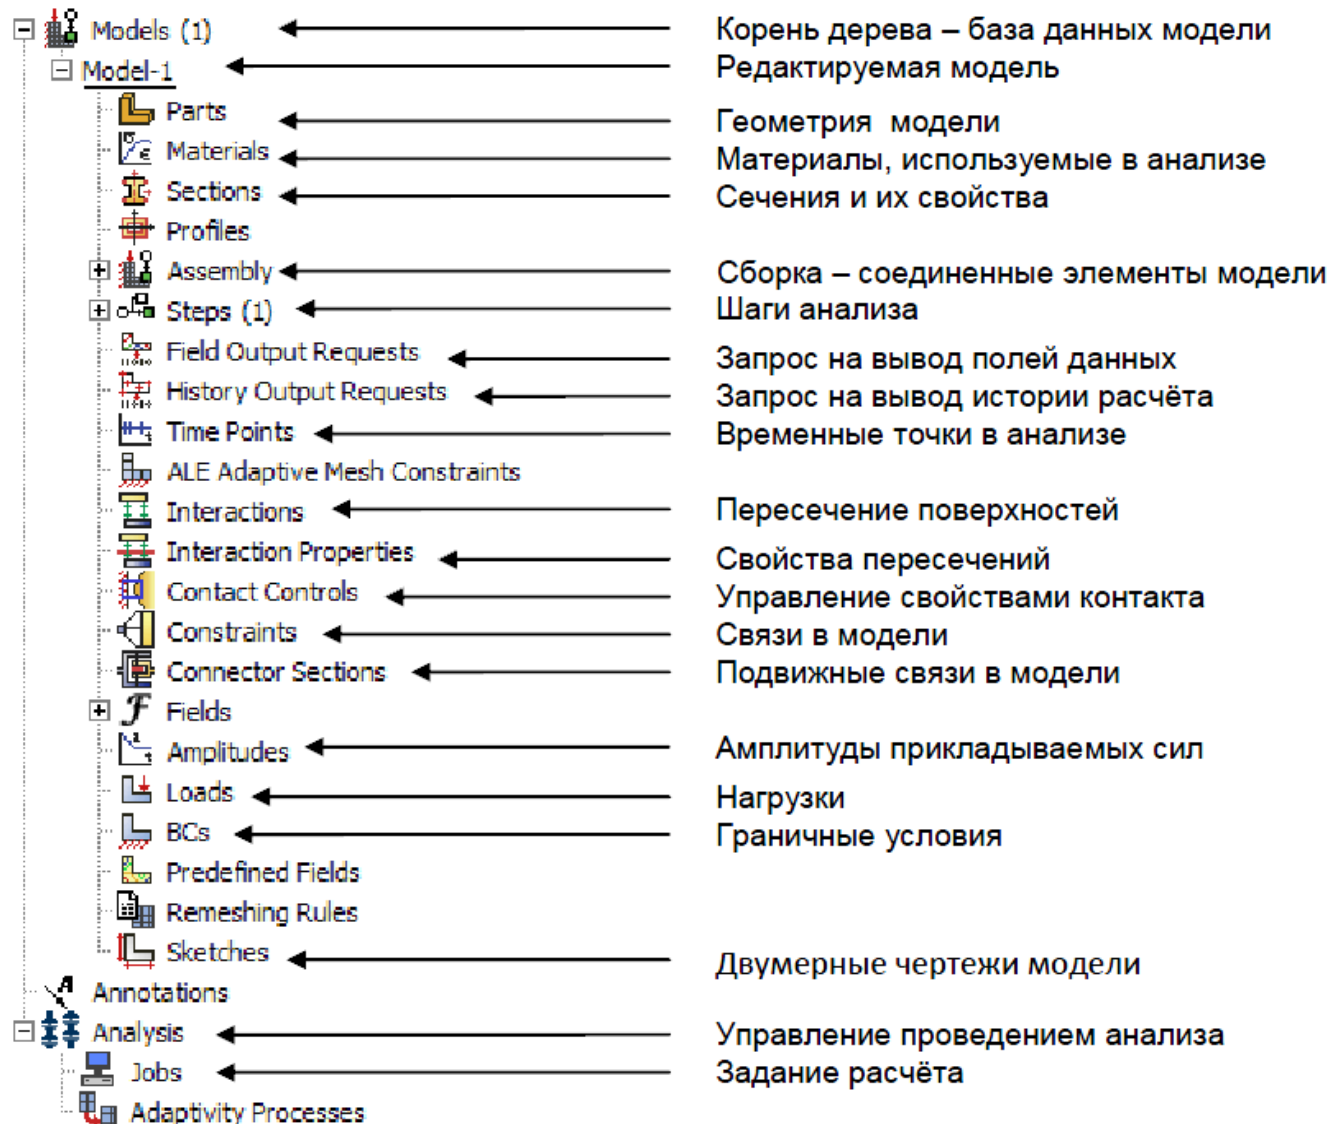 Models (1) Корень дерева – база данных модели
Model-1 Редактируемая модель
Parts Геометрия модели
Materials Материалы, используемые в анализе
Sections Сечения и их свойства
Profiles
Assembly Сборка – соединенные элементы модели
Steps (1) Шаги анализа
Field Output Requests Запрос на вывод полей данных
History Output Requests Запрос на вывод истории расчёта
Time Points Временные точки в анализе
ALE Adaptive Mesh Constraints
Interactions Пересечение поверхностей
Interaction Properties Свойства пересечений
Contact Controls Управление свойствами контакта
Constraints Связи в модели
Connector Sections Подвижные связи в модели
Fields
Amplitudes Амплитуды прикладываемых сил
Loads Нагрузки
BCs Граничные условия
Predefined Fields
Remeshing Rules
Sketches Двумерные чертежи модели
Annotations
Analysis Управление проведением анализа
Jobs Задание расчёта
Adaptivity Processes